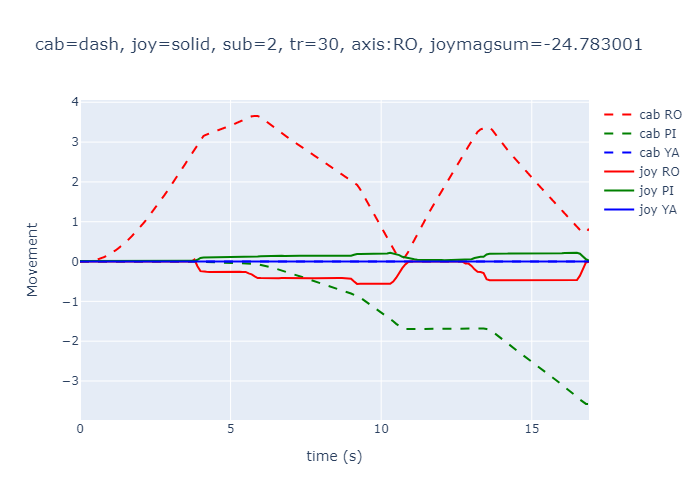 cab=dash, joy=solid, sub=2, tr=30, axis:RO, joymagsum=-24.783001
4
3
2
1
0
−1
−2
−3
Movement
0
5
10
15
time (s)
cab RO
cab PI
cab YA
joy RO
joy PI
joy YA